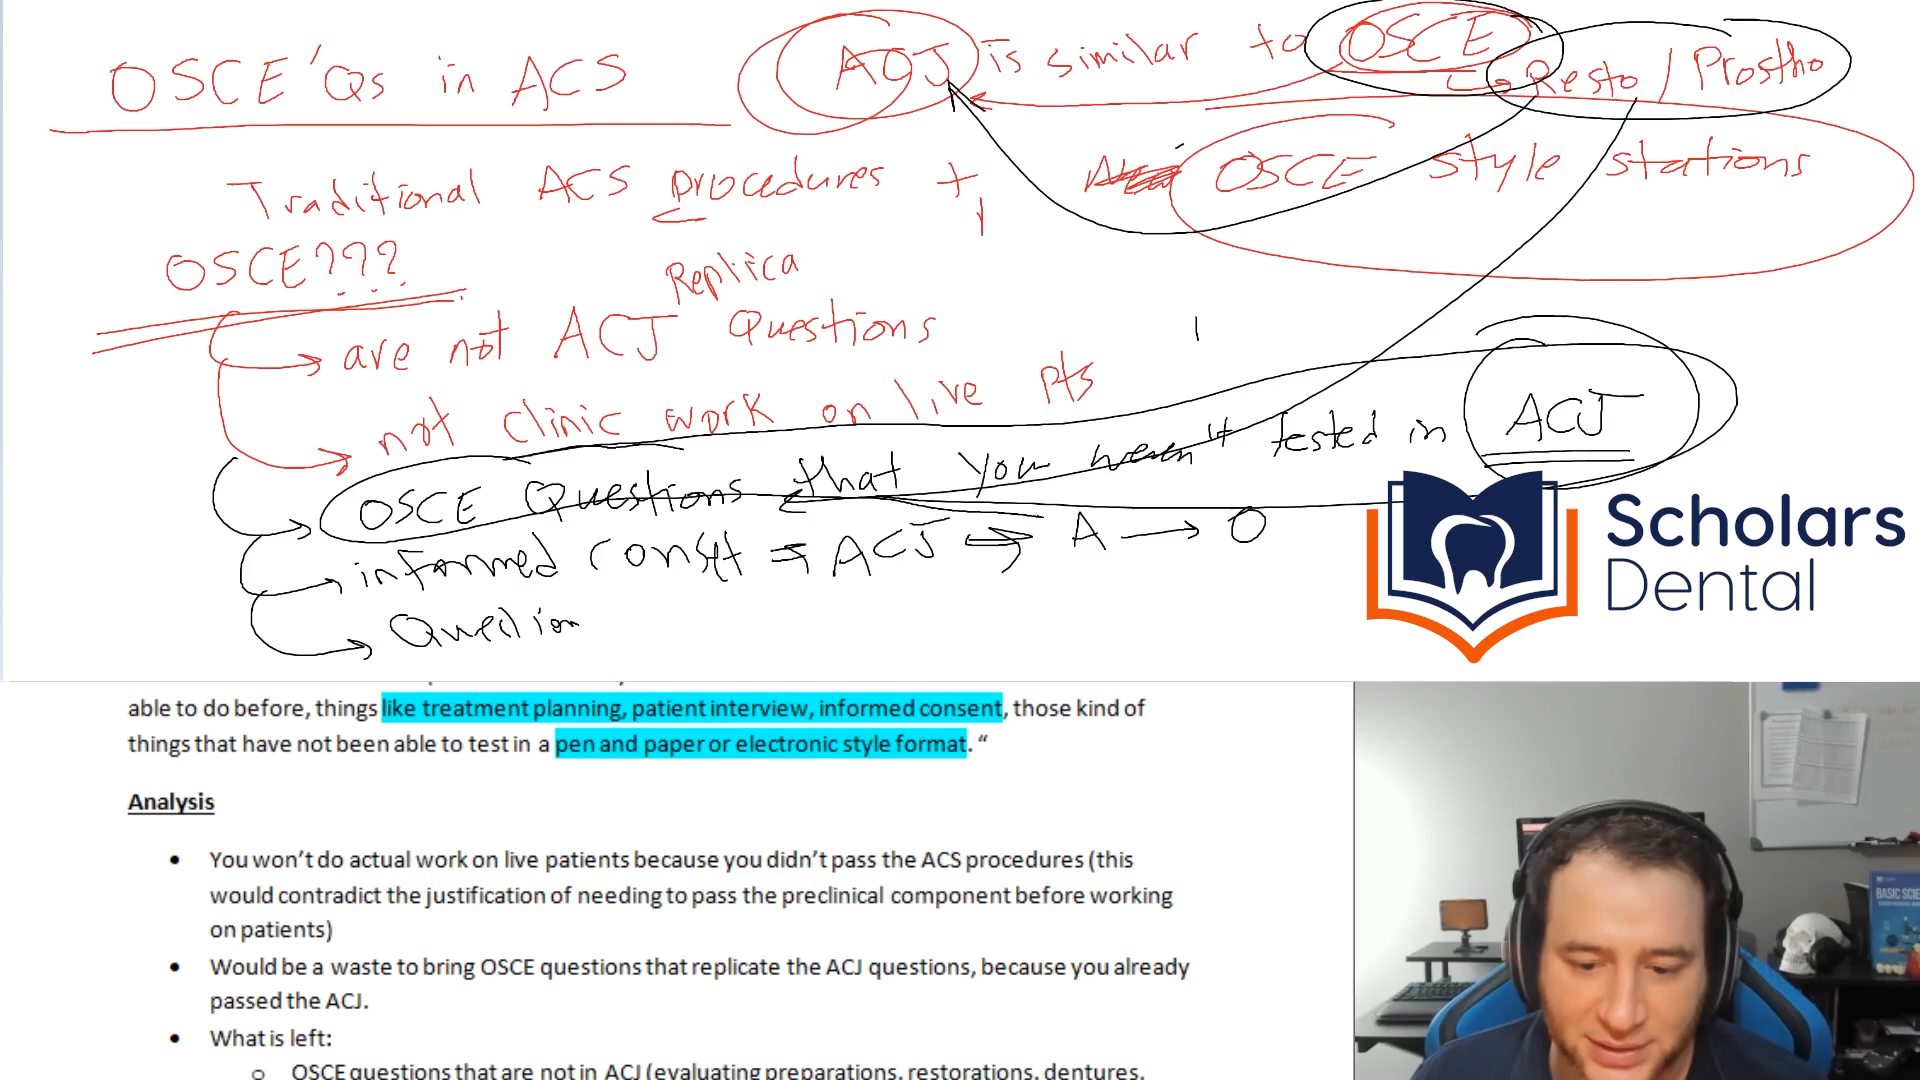 OSCE'Qs in ACS
ACJ is similar to OSCE
Resto / Prostho
Traditional ACS procedures +
OSCE style stations
OSCE???
Replica
are not ACJ Questions
not clinic work on live pts
OSCE Questions that you weren't tested in ACJ
informed conset = ACJ → A → O
Question
Scholars
Dental
able to do before, things like treatment planning, patient interview, informed consent, those kind of
things that have not been able to test in a pen and paper or electronic style format. “
Analysis
• You won’t do actual work on live patients because you didn’t pass the ACS procedures (this
would contradict the justification of needing to pass the preclinical component before working
on patients)
• Would be a waste to bring OSCE questions that replicate the ACJ questions, because you already
passed the ACJ.
• What is left:
o OSCE questions that are not in ACJ (evaluating preparations, restorations, dentures,
BASIC SCIE